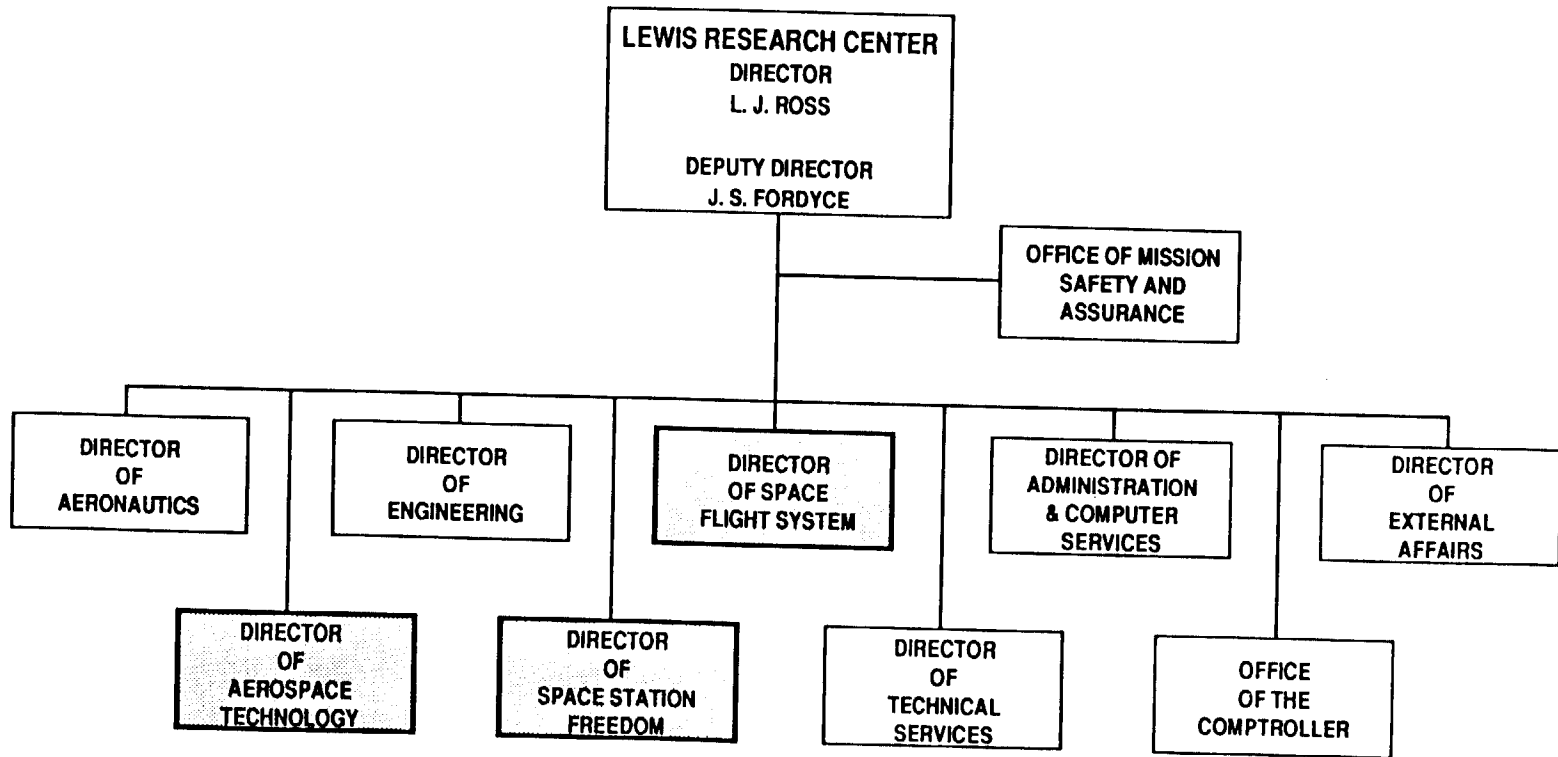 LEWIS RESEARCH CENTER
DIRECTOR
L. J. ROSS
DEPUTY DIRECTOR
J. S. FORDYCE
OFFICE OF MISSION
SAFETY AND
ASSURANCE
DIRECTOR
OF
AERONAUTICS
DIRECTOR
OF
ENGINEERING
DIRECTOR
OF SPACE
FLIGHT SYSTEM
DIRECTOR OF
ADMINISTRATION
& COMPUTER
SERVICES
DIRECTOR
OF
EXTERNAL
AFFAIRS
DIRECTOR
OF
AEROSPACE
TECHNOLOGY
DIRECTOR
OF
SPACE STATION
FREEDOM
DIRECTOR
OF
TECHNICAL
SERVICES
OFFICE
OF THE
COMPTROLLER